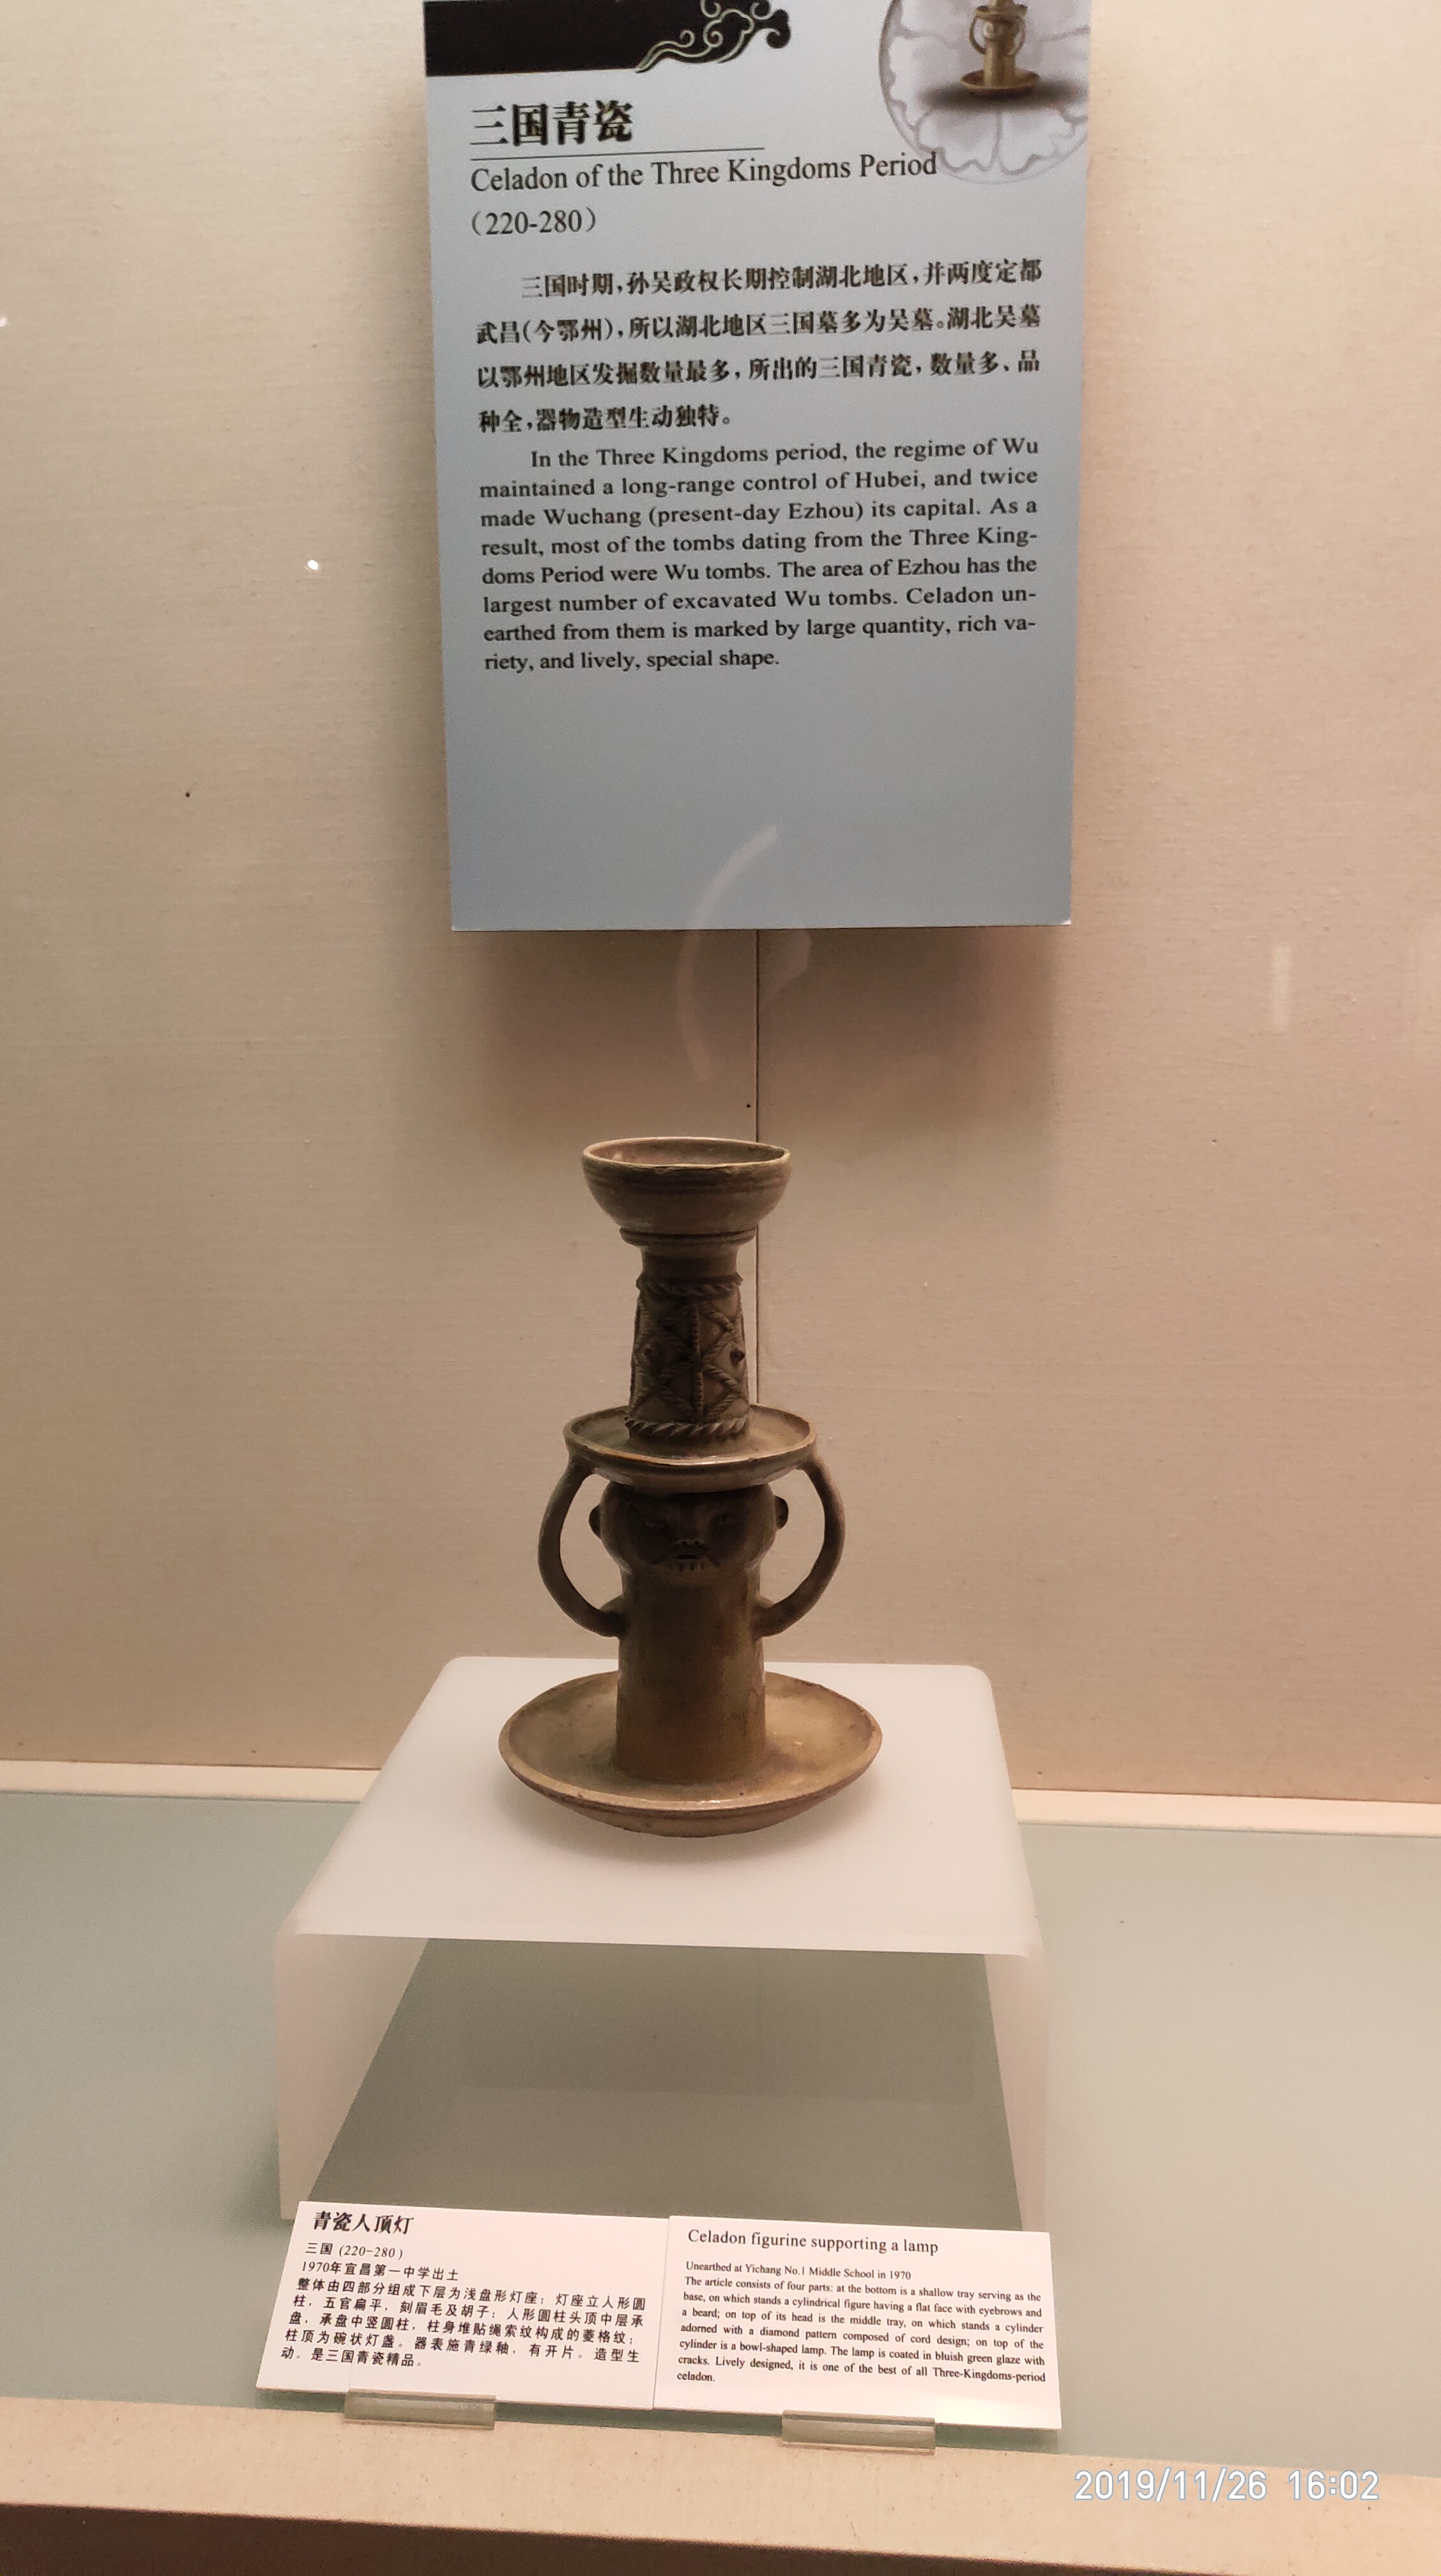 三国青瓷
Celadon of the Three Kingdoms Period
(220-280)
三国时期,孙吴政权长期控制湖北地区,并两度定都
武昌(今鄂州),所以湖北地区三国墓多为吴墓。湖北吴墓
以鄂州地区发掘数量最多,所出的三国青瓷,数量多、品
种全,器物造型生动独特。
In the Three Kingdoms period, the regime of Wu
maintained a long-range control of Hubei, and twice
made Wuchang (present-day Ezhou) its capital. As a
result, most of the tombs dating from the Three King-
doms Period were Wu tombs. The area of Ezhou has the
largest number of excavated Wu tombs. Celadon un-
earthed from them is marked by large quantity, rich va-
riety, and lively, special shape.
青瓷人顶灯
三国 (220-280)
1970年宜昌第一中学出土
整体由四部分组成下层为浅盘形灯座；灯座立人形圆
柱，五官扁平，刻眉毛及胡子；人形圆柱头顶中层承
盘，承盘中竖圆柱，柱身堆贴绳索纹构成的菱格纹；
柱顶为碗状灯盏。器表施青绿釉，有开片。造型生
动。是三国青瓷精品。
Celadon figurine supporting a lamp
Unearthed at Yichang No.1 Middle School in 1970
The article consists of four parts: at the bottom is a shallow tray serving as the
base, on which stands a cylindrical figure having a flat face with eyebrows and
a beard; on top of its head is the middle tray, on which stands a cylinder
adorned with a diamond pattern composed of cord design; on top of the
cylinder is a bowl-shaped lamp. The lamp is coated in bluish green glaze with
cracks. Lively designed, it is one of the best of all Three-Kingdoms-period
celadon.
2019/11/26 16:02